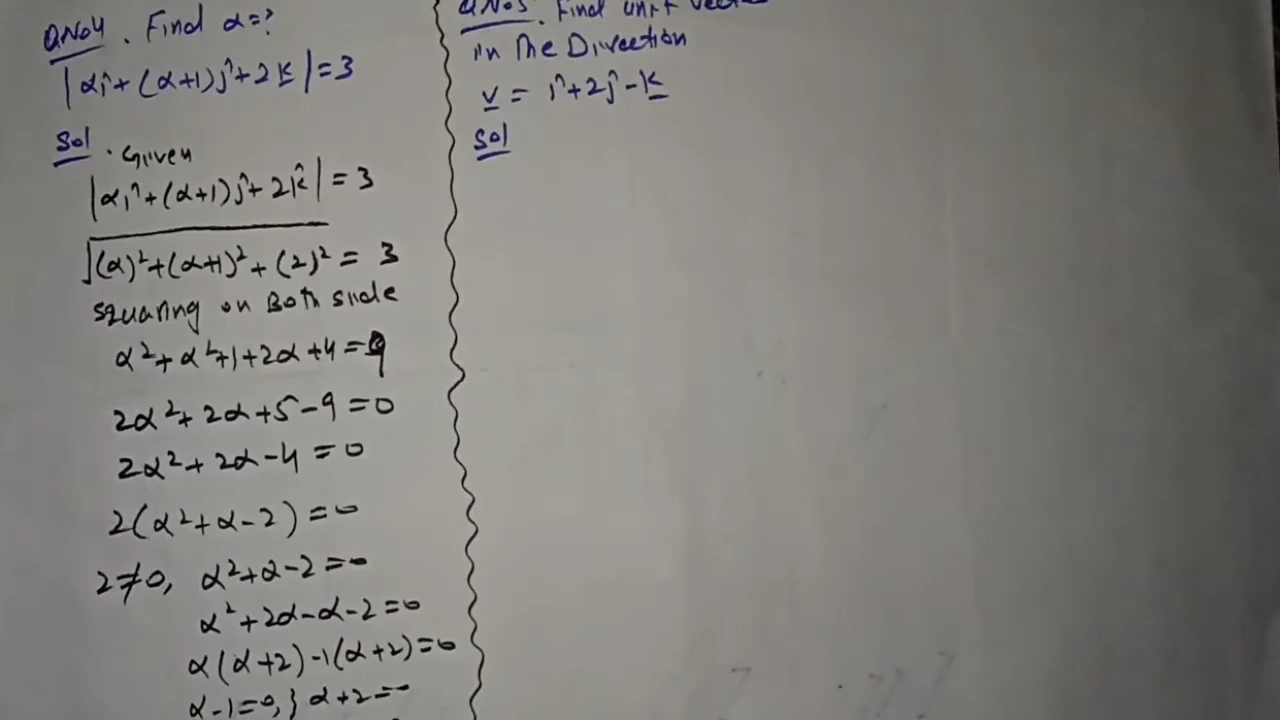 QNo4. Find α=?
|αî+(α+1)ĵ+2k|=3
Sol. Given
|αî+(α+1)ĵ+2k̂|=3
√(α)²+(α+1)²+(2)² = 3
squaring on Both side
α²+α²+1+2α+4=9
2α²+2α+5-9=0
2α²+2α-4=0
2(α²+α-2)=0
2≠0, α²+α-2=0
α²+2α-α-2=0
α(α+2)-1(α+2)=0
α-1=0, } α+2=0
QNo5. Find unit vector
in The Direction
v = î+2ĵ-k
Sol